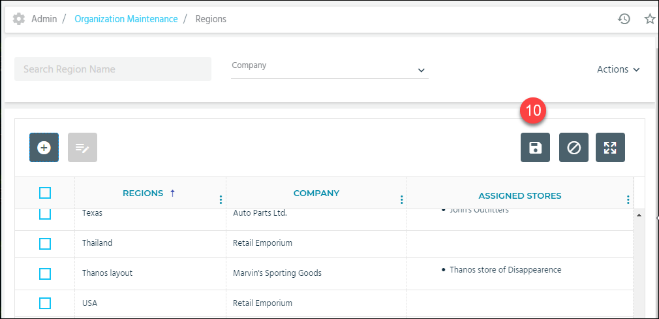 Admin / Organization Maintenance / Regions
Search Region Name
Company
Actions
10
REGIONS ↑ COMPANY ASSIGNED STORES
Texas Auto Parts Ltd. • John's Outfitters
Thailand Retail Emporium
Thanos layout Marvin's Sporting Goods • Thanos store of Disappearence
USA Retail Emporium